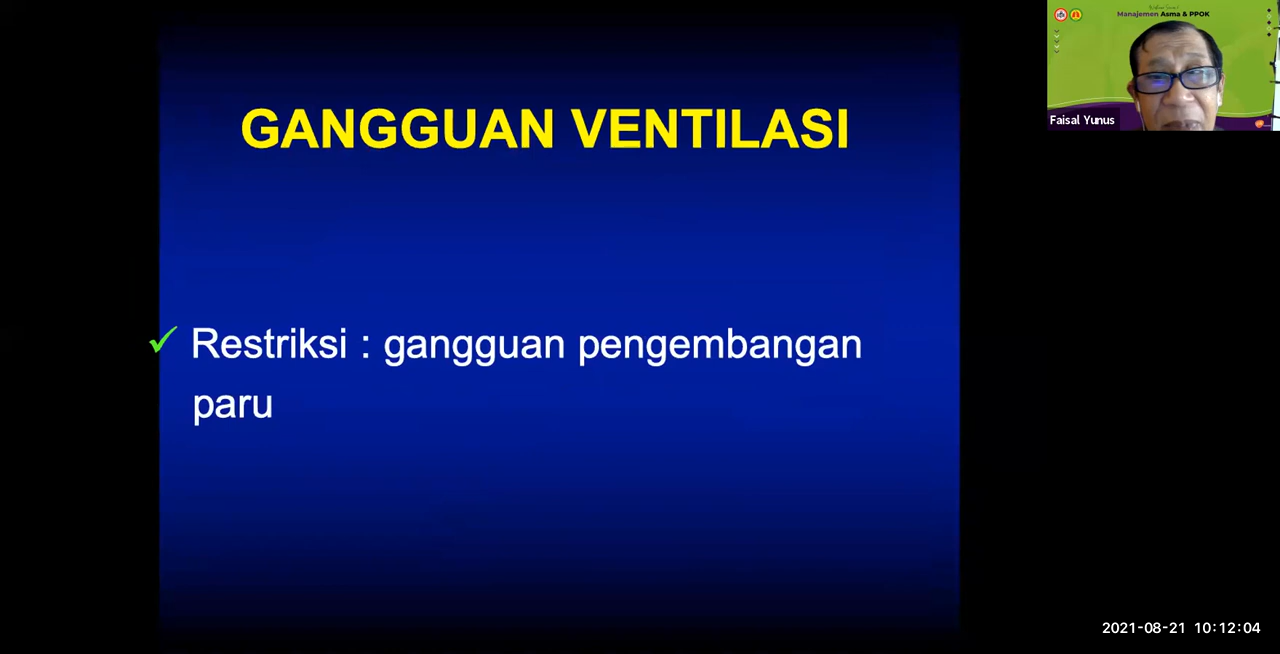 GANGGUAN VENTILASI
✓ Restriksi : gangguan pengembangan
paru
Manajemen Asma & PPOK
Faisal Yunus
2021-08-21 10:12:04